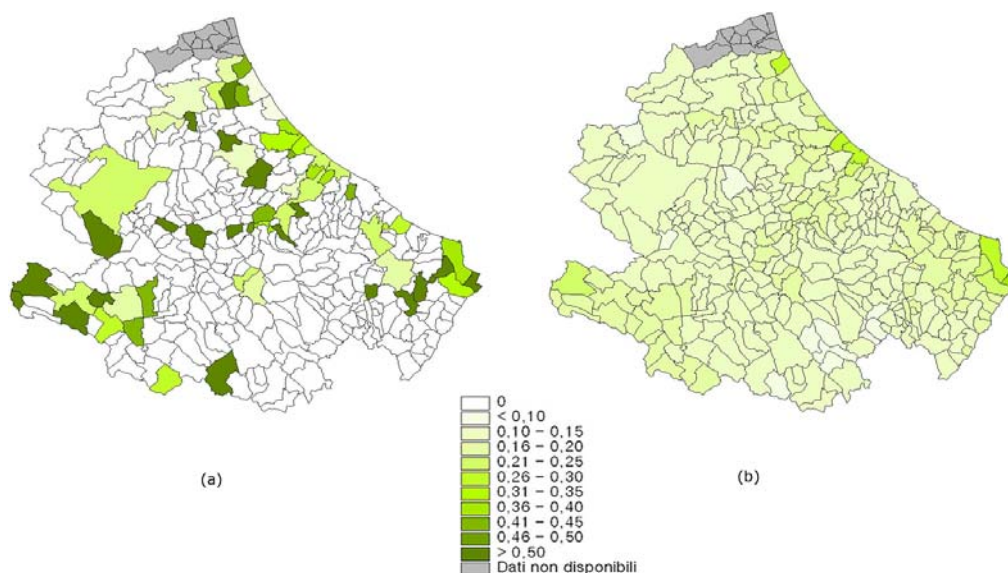 0
< 0,10
0,10 – 0,15
0,16 – 0,20
0,21 – 0,25
0,26 – 0,30
0,31 – 0,35
0,36 – 0,40
0,41 – 0,45
0,46 – 0,50
> 0,50
Dati non disponibili
(a)
(b)